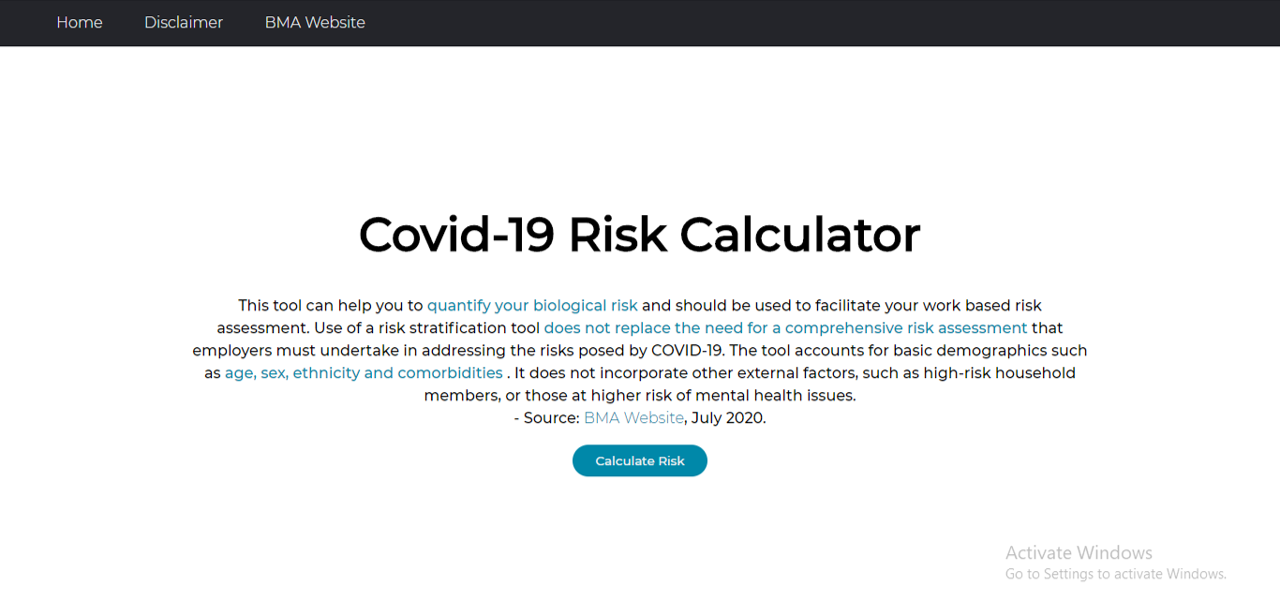 Home Disclaimer BMA Website
Covid-19 Risk Calculator
This tool can help you to quantify your biological risk and should be used to facilitate your work based risk
assessment. Use of a risk stratification tool does not replace the need for a comprehensive risk assessment that
employers must undertake in addressing the risks posed by COVID-19. The tool accounts for basic demographics such
as age, sex, ethnicity and comorbidities . It does not incorporate other external factors, such as high-risk household
members, or those at higher risk of mental health issues.
- Source: BMA Website, July 2020.
Calculate Risk
Activate Windows
Go to Settings to activate Windows.